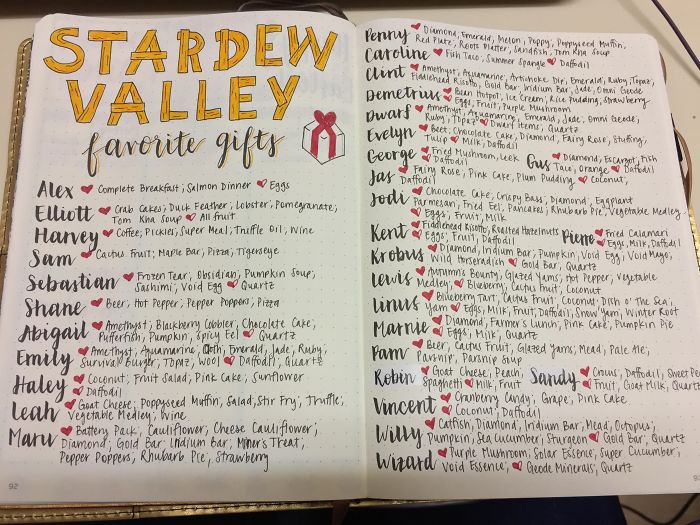 STARDEW
VALLEY
favorite gifts
Alex ♥ Complete Breakfast; Salmon Dinner ♡ Eggs
Elliott ♥ Crab Cakes; Duck Feather; Lobster; Pomegranate;
Tom Kha Soup ♡ All fruit
Harvey ♥ Coffee; Pickles; Super Meal; Truffle Oil; Wine
Sam ♥ Cactus Fruit; Maple Bar; Pizza; Tigerseye
Sebastian ♥ Frozen Tear, Obsidian; Pumpkin Soup;
Sashimi; Void Egg ♡ Quartz
Shane ♥ Beer; Hot Pepper; Pepper Poppers; Pizza
Abigail ♥ Amethyst; Blackberry Cobbler; Chocolate Cake;
Pufferfish; Pumpkin; Spicy Eel ♡ Quartz
Emily ♥ Amethyst; Aquamarine; Cloth; Emerald; Jade; Ruby;
Survival Burger; Topaz; Wool ♡ Daffodil; Quartz
Haley ♥ Coconut; Fruit Salad; Pink Cake; Sunflower
♡ Daffodil
Leah ♥ Goat Cheese; Poppyseed Muffin; Salad; Stir Fry; Truffle;
Vegetable Medley; Wine
Maru ♥ Battery Pack; Cauliflower; Cheese Cauliflower;
Diamond; Gold Bar; Iridium Bar; Miner's Treat;
Pepper Poppers; Rhubarb Pie; Strawberry
92
Penny ♥ Diamond; Emerald; Melon; Poppy; Poppyseed Muffin;
Red Plate; Roots Platter; Sandfish; Tom Kha Soup
Caroline ♥ Fish Taco; Summer Spangle ♡ Daffodil
Clint ♥ Amethyst; Aquamarine; Artichoke Dip; Emerald; Ruby; Topaz;
Fiddlehead Risotto; Gold Bar; Iridium Bar; Jade; Omni Geode
Demetrius ♥ Bean Hotpot; Ice Cream; Rice Pudding; Strawberry
♡ Eggs; Fruit; Purple Mushroom
Dwarf ♥ Amethyst; Aquamarine; Emerald; Jade; Omni Geode;
Ruby; Topaz ♡ Dwarf Items; Quartz
Evelyn ♥ Beet; Chocolate Cake; Diamond; Fairy Rose; Stuffing;
Tulip ♡ Milk; Daffodil
George ♥ Fried Mushroom; Leek ♡ Daffodil
Gus ♥ Diamond; Escargot; Fish Taco; Orange ♡ Daffodil
Jas ♥ Fairy Rose; Pink Cake; Plum Pudding ♡ Coconut;
Daffodil
Jodi ♥ Chocolate Cake; Crispy Bass; Diamond; Eggplant
Parmesan; Fried Eel; Pancakes; Rhubarb Pie; Vegetable Medley
♡ Eggs; Fruit; Milk
Kent ♥ Fiddlehead Risotto; Roasted Hazelnuts
♡ Eggs; Fruit; Daffodil
Pierre ♥ Fried Calamari
♡ Eggs, Milk, Daffodil
Krobus ♥ Diamond; Iridium Bar; Pumpkin; Void Egg; Void Mayo;
Wild Horseradish ♡ Gold Bar; Quartz
Lewis ♥ Autumn's Bounty; Glazed Yams; Hot Pepper; Vegetable
Medley; ♡ Blueberry; Cactus Fruit; Coconut
Linus ♥ Blueberry Tart; Cactus Fruit; Coconut; Dish o' The Sea;
Yam ♡ Eggs; Milk; Fruit; Daffodil; Snow Yam; Winter Root
Marnie ♥ Diamond; Farmer's Lunch; Pink Cake; Pumpkin Pie
♡ Eggs; Milk; Quartz
Pam ♥ Beer; Cactus Fruit; Glazed Yams; Mead; Pale Ale;
Parsnip; Parsnip Soup
Robin ♥ Goat Cheese; Peach;
Spaghetti ♡ Milk; Fruit
Sandy ♥ Crocus; Daffodil; Sweet Pea
♡ Fruit; Goat Milk; Quartz
Vincent ♥ Cranberry Candy; Grape; Pink Cake
♡ Coconut; Daffodil
Willy ♥ Catfish; Diamond; Iridium Bar; Mead; Octopus;
Pumpkin; Sea Cucumber; Sturgeon ♡ Gold Bar; Quartz
Wizard ♥ Purple Mushroom; Solar Essence; Super Cucumber;
Void Essence; ♡ Geode Minerals; Quartz